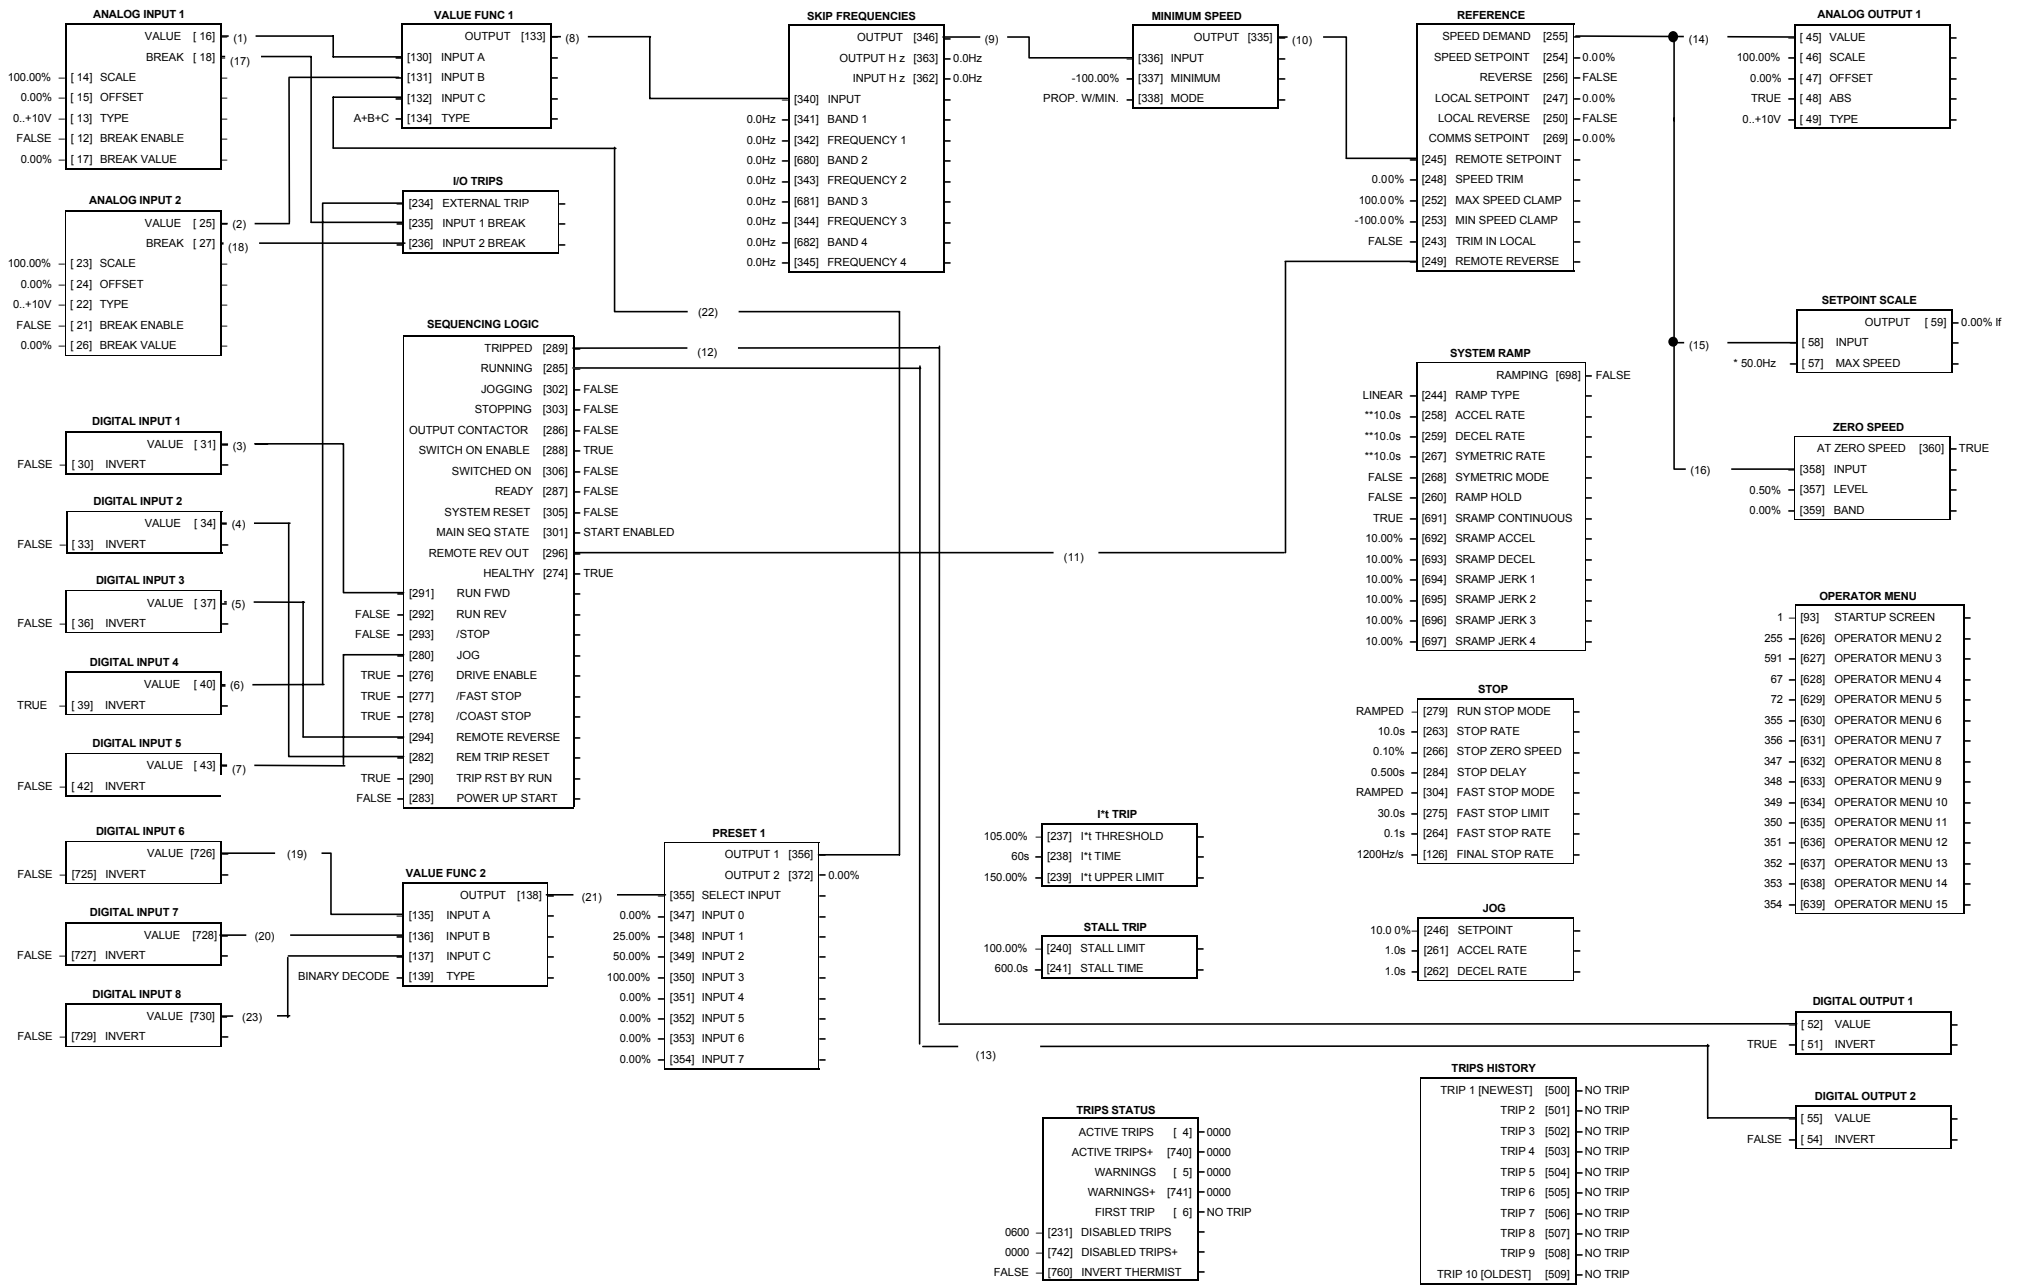 ANALOG INPUT 1
VALUE [ 16] (1)
BREAK [ 18] (17)
100.00% [ 14] SCALE
0.00% [ 15] OFFSET
0..+10V [ 13] TYPE
FALSE [ 12] BREAK ENABLE
0.00% [ 17] BREAK VALUE
ANALOG INPUT 2
VALUE [ 25] (2)
BREAK [ 27] (18)
100.00% [ 23] SCALE
0.00% [ 24] OFFSET
0..+10V [ 22] TYPE
FALSE [ 21] BREAK ENABLE
0.00% [ 26] BREAK VALUE
DIGITAL INPUT 1
VALUE [ 31] (3)
FALSE [ 30] INVERT
DIGITAL INPUT 2
VALUE [ 34] (4)
FALSE [ 33] INVERT
DIGITAL INPUT 3
VALUE [ 37] (5)
FALSE [ 36] INVERT
DIGITAL INPUT 4
VALUE [ 40] (6)
TRUE [ 39] INVERT
DIGITAL INPUT 5
VALUE [ 43] (7)
FALSE [ 42] INVERT
DIGITAL INPUT 6
VALUE [726] (19)
FALSE [725] INVERT
DIGITAL INPUT 7
VALUE [728] (20)
FALSE [727] INVERT
DIGITAL INPUT 8
VALUE [730] (23)
FALSE [729] INVERT
VALUE FUNC 1
OUTPUT [133] (8)
[130] INPUT A
[131] INPUT B
[132] INPUT C
A+B+C [134] TYPE
I/O TRIPS
[234] EXTERNAL TRIP
[235] INPUT 1 BREAK
[236] INPUT 2 BREAK
SEQUENCING LOGIC
TRIPPED [289] (12)
RUNNING [285]
JOGGING [302] FALSE
STOPPING [303] FALSE
OUTPUT CONTACTOR [286] FALSE
SWITCH ON ENABLE [288] TRUE
SWITCHED ON [306] FALSE
READY [287] FALSE
SYSTEM RESET [305] FALSE
MAIN SEQ STATE [301] START ENABLED
REMOTE REV OUT [296] (11)
HEALTHY [274] TRUE
[291] RUN FWD
FALSE [292] RUN REV
FALSE [293] /STOP
[280] JOG
TRUE [276] DRIVE ENABLE
TRUE [277] /FAST STOP
TRUE [278] /COAST STOP
[294] REMOTE REVERSE
[282] REM TRIP RESET
TRUE [290] TRIP RST BY RUN
FALSE [283] POWER UP START
(22)
VALUE FUNC 2
OUTPUT [138] (21)
[135] INPUT A
[136] INPUT B
[137] INPUT C
BINARY DECODE [139] TYPE
PRESET 1
OUTPUT 1 [356]
OUTPUT 2 [372] 0.00%
[355] SELECT INPUT
0.00% [347] INPUT 0
25.00% [348] INPUT 1
50.00% [349] INPUT 2
100.00% [350] INPUT 3
0.00% [351] INPUT 4
0.00% [352] INPUT 5
0.00% [353] INPUT 6
0.00% [354] INPUT 7
SKIP FREQUENCIES
OUTPUT [346] (9)
OUTPUT H z [363] 0.0Hz
INPUT H z [362] 0.0Hz
[340] INPUT
0.0Hz [341] BAND 1
0.0Hz [342] FREQUENCY 1
0.0Hz [680] BAND 2
0.0Hz [343] FREQUENCY 2
0.0Hz [681] BAND 3
0.0Hz [344] FREQUENCY 3
0.0Hz [682] BAND 4
0.0Hz [345] FREQUENCY 4
MINIMUM SPEED
OUTPUT [335] (10)
[336] INPUT
-100.00% [337] MINIMUM
PROP. W/MIN. [338] MODE
I*t TRIP
105.00% [237] I*t THRESHOLD
60s [238] I*t TIME
150.00% [239] I*t UPPER LIMIT
STALL TRIP
100.00% [240] STALL LIMIT
600.0s [241] STALL TIME
(13)
TRIPS STATUS
ACTIVE TRIPS [ 4] 0000
ACTIVE TRIPS+ [740] 0000
WARNINGS [ 5] 0000
WARNINGS+ [741] 0000
FIRST TRIP [ 6] NO TRIP
0600 [231] DISABLED TRIPS
0000 [742] DISABLED TRIPS+
FALSE [760] INVERT THERMIST
REFERENCE
SPEED DEMAND [255] (14)
SPEED SETPOINT [254] 0.00%
REVERSE [256] FALSE
LOCAL SETPOINT [247] 0.00%
LOCAL REVERSE [250] FALSE
COMMS SETPOINT [269] 0.00%
[245] REMOTE SETPOINT
0.00% [248] SPEED TRIM
100.00% [252] MAX SPEED CLAMP
-100.00% [253] MIN SPEED CLAMP
FALSE [243] TRIM IN LOCAL
[249] REMOTE REVERSE
SYSTEM RAMP
RAMPING [698] FALSE
LINEAR [244] RAMP TYPE
**10.0s [258] ACCEL RATE
**10.0s [259] DECEL RATE
**10.0s [267] SYMETRIC RATE
FALSE [268] SYMETRIC MODE
FALSE [260] RAMP HOLD
TRUE [691] SRAMP CONTINUOUS
10.00% [692] SRAMP ACCEL
10.00% [693] SRAMP DECEL
10.00% [694] SRAMP JERK 1
10.00% [695] SRAMP JERK 2
10.00% [696] SRAMP JERK 3
10.00% [697] SRAMP JERK 4
STOP
RAMPED [279] RUN STOP MODE
10.0s [263] STOP RATE
0.10% [266] STOP ZERO SPEED
0.500s [284] STOP DELAY
RAMPED [304] FAST STOP MODE
30.0s [275] FAST STOP LIMIT
0.1s [264] FAST STOP RATE
1200Hz/s [126] FINAL STOP RATE
JOG
10.0 0% [246] SETPOINT
1.0s [261] ACCEL RATE
1.0s [262] DECEL RATE
TRIPS HISTORY
TRIP 1 [NEWEST] [500] NO TRIP
TRIP 2 [501] NO TRIP
TRIP 3 [502] NO TRIP
TRIP 4 [503] NO TRIP
TRIP 5 [504] NO TRIP
TRIP 6 [505] NO TRIP
TRIP 7 [506] NO TRIP
TRIP 8 [507] NO TRIP
TRIP 9 [508] NO TRIP
TRIP 10 [OLDEST] [509] NO TRIP
ANALOG OUTPUT 1
[ 45] VALUE
100.00% [ 46] SCALE
0.00% [ 47] OFFSET
TRUE [ 48] ABS
0..+10V [ 49] TYPE
SETPOINT SCALE
OUTPUT [ 59] 0.00% lf
(15) [ 58] INPUT
* 50.0Hz [ 57] MAX SPEED
ZERO SPEED
AT ZERO SPEED [360] TRUE
(16) [358] INPUT
0.50% [357] LEVEL
0.00% [359] BAND
OPERATOR MENU
1 [93] STARTUP SCREEN
255 [626] OPERATOR MENU 2
591 [627] OPERATOR MENU 3
67 [628] OPERATOR MENU 4
72 [629] OPERATOR MENU 5
355 [630] OPERATOR MENU 6
356 [631] OPERATOR MENU 7
347 [632] OPERATOR MENU 8
348 [633] OPERATOR MENU 9
349 [634] OPERATOR MENU 10
350 [635] OPERATOR MENU 11
351 [636] OPERATOR MENU 12
352 [637] OPERATOR MENU 13
353 [638] OPERATOR MENU 14
354 [639] OPERATOR MENU 15
DIGITAL OUTPUT 1
[ 52] VALUE
TRUE [ 51] INVERT
DIGITAL OUTPUT 2
[ 55] VALUE
FALSE [ 54] INVERT